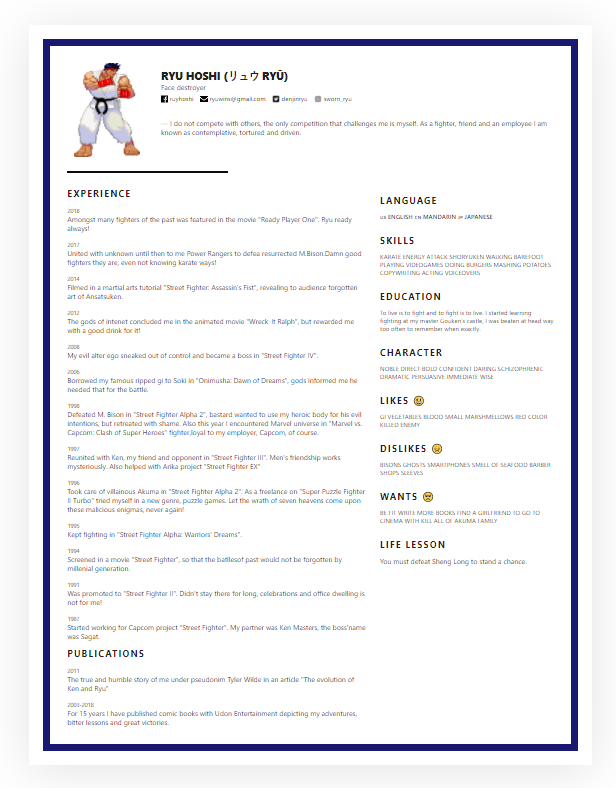 RYU HOSHI (リュウ RYŪ)
Face destroyer
ruyhoshi ryuwins@gmail.com denjinryu sworn_ryu
— I do not compete with others, the only competition that challenges me is myself. As a fighter, friend and an employee I am
known as contemplative, tortured and driven.
EXPERIENCE
2018
Amongst many fighters of the past was featured in the movie "Ready Player One". Ryu ready
always!
2017
United with unknown until then to me Power Rangers to defea resurrected M.Bison.Damn good
fighters they are, even not knowing karate ways!
2014
Filmed in a martial arts tutorial "Street Fighter: Assassin's Fist", revealing to audience forgotten
art of Ansatsuken.
2012
The gods of intenet concluded me in the animated movie "Wreck-It Ralph", but rewarded me
with a good drink for it!
2008
My evil alter ego sneaked out of control and became a boss in "Street Fighter IV".
2006
Borrowed my famous ripped gi to Soki in "Onimusha: Dawn of Dreams", gods informed me he
needed that for the battle.
1998
Defeated M. Bison in "Street Fighter Alpha 2", bastard wanted to use my heroic body for his evil
intentions, but retreated with shame. Also this year I encountered Marvel universe in "Marvel vs.
Capcom: Clash of Super Heroes" fighter,loyal to my employer, Capcom, of course.
1997
Reunited with Ken, my friend and opponent in "Street Fighter III". Men's friendship works
mysteriously. Also helped with Arika project "Street Fighter EX"
1996
Took care of villainous Akuma in "Street Fighter Alpha 2". As a freelance on "Super Puzzle Fighter
II Turbo" tried myself in a new genre, puzzle games. Let the wrath of seven heavens come upon
these malicious enigmas, never again!
1995
Kept fighting in "Street Fighter Alpha: Warriors' Dreams".
1994
Screened in a movie "Street Fighter", so that the batllesof past would not be forgotten by
millenial generation.
1991
Was promoted to "Street Fighter II". Didn't stay there for long, celebrations and office dwelling is
not for me!
1987
Started working for Capcom project "Street Fighter". My partner was Ken Masters, the boss'name
was Sagat.
PUBLICATIONS
2011
The true and humble story of me under pseudonim Tyler Wilde in an article "The evolution of
Ken and Ryu"
2003-2018
For 15 years I have published comic books with Udon Entertainment depicting my adventures,
bitter lessons and great victories.
LANGUAGE
US ENGLISH CN MANDARIN JP JAPANESE
SKILLS
KARATE ENERGY ATTACK SHORYUKEN WALKING BAREFOOT
PLAYING VIDEOGAMES DOING BURGERS MASHING POTATOES
COPYWRITING ACTING VOICEOVERS
EDUCATION
To live is to fight and to fight is to live. I started learning
fighting at my master Gouken's castle, I was beaten at head way
too often to remember when exactly.
CHARACTER
NOBLE DIRECT BOLD CONFIDENT DARING SCHIZOPHRENIC
DRAMATIC PERSUASIVE IMMEDIATE WISE
LIKES
GI VEGETABLES BLOOD SMALL MARSHMELLOWS RED COLOR
KILLED ENEMY
DISLIKES
BISONS GHOSTS SMARTPHONES SMELL OF SEAFOOD BARBER
SHOPS SLEEVES
WANTS
BE FIT WRITE MORE BOOKS FIND A GIRLFRIEND TO GO TO
CINEMA WITH KILL ALL OF AKUMA FAMILY
LIFE LESSON
You must defeat Sheng Long to stand a chance.